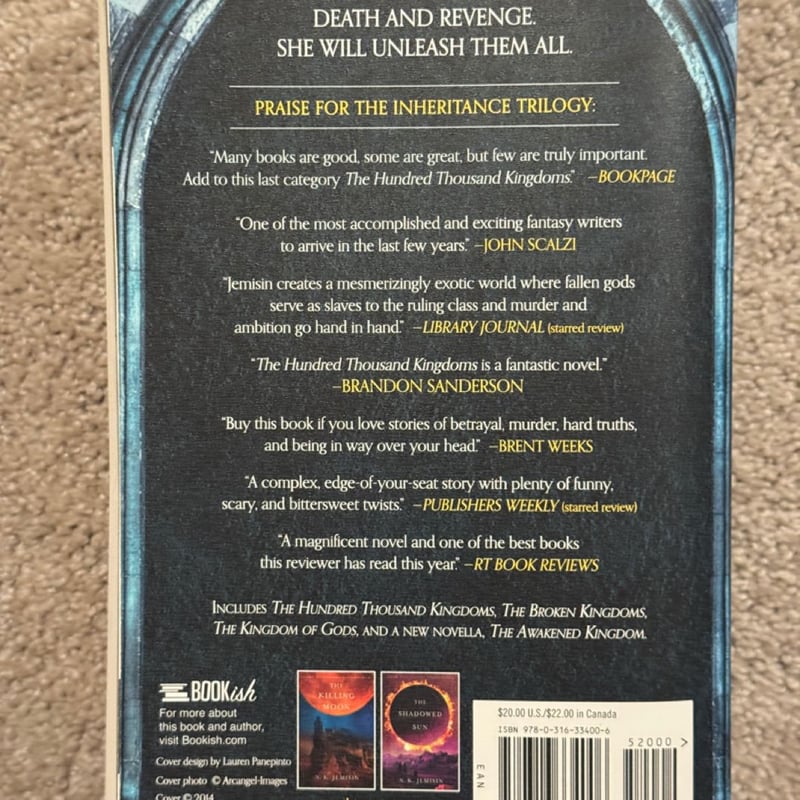 DEATH AND REVENGE.
SHE WILL UNLEASH THEM ALL.
PRAISE FOR THE INHERITANCE TRILOGY:
"Many books are good, some are great, but few are truly important.
Add to this last category The Hundred Thousand Kingdoms." —BOOKPAGE
"One of the most accomplished and exciting fantasy writers
to arrive in the last few years." —JOHN SCALZI
"Jemisin creates a mesmerizingly exotic world where fallen gods
serve as slaves to the ruling class and murder and
ambition go hand in hand." —LIBRARY JOURNAL (starred review)
"The Hundred Thousand Kingdoms is a fantastic novel."
—BRANDON SANDERSON
"Buy this book if you love stories of betrayal, murder, hard truths,
and being in way over your head." —BRENT WEEKS
"A complex, edge-of-your-seat story with plenty of funny,
scary, and bittersweet twists." —PUBLISHERS WEEKLY (starred review)
"A magnificent novel and one of the best books
this reviewer has read this year." —RT BOOK REVIEWS
INCLUDES THE HUNDRED THOUSAND KINGDOMS, THE BROKEN KINGDOMS,
THE KINGDOM OF GODS, AND A NEW NOVELLA, THE AWAKENED KINGDOM.
BOOKish
For more about
this book and author,
visit Bookish.com
Cover design by Lauren Panepinto
Cover photo © Arcangel-Images
Cover © 2014
THE
KILLING
MOON
N. K. JEMISIN
THE
SHADOWED
SUN
N. K. JEMISIN
$20.00 U.S./$22.00 in Canada
ISBN 978-0-316-33400-6
52000 >
EAN